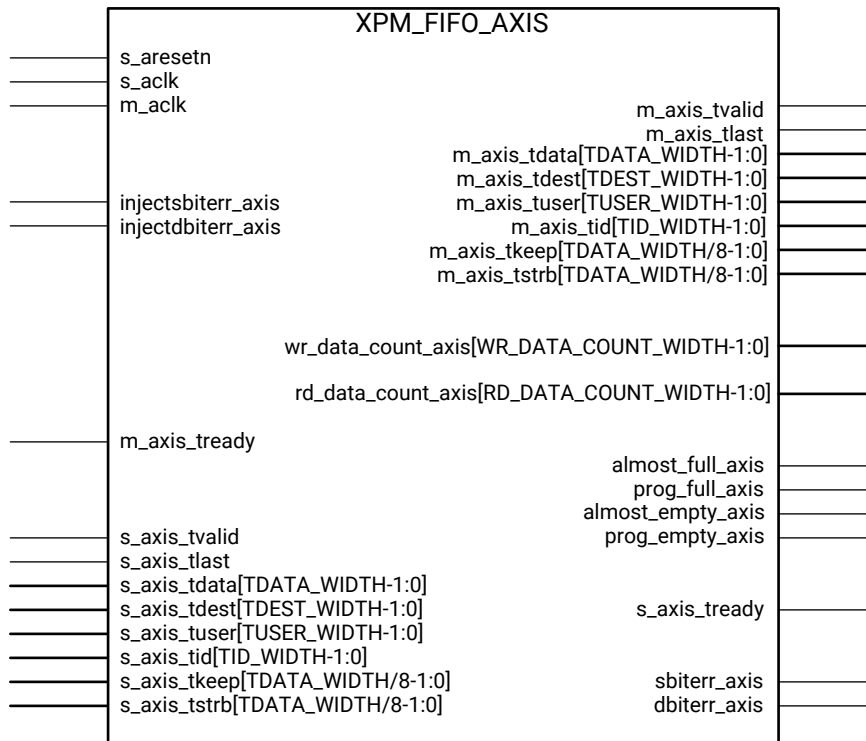 XPM_FIFO_AXIS
s_aresetn
s_aclk
m_aclk
m_axis_tvalid
m_axis_tlast
m_axis_tdata[TDATA_WIDTH-1:0]
m_axis_tdest[TDEST_WIDTH-1:0]
injectsbiterr_axis
m_axis_tuser[TUSER_WIDTH-1:0]
injectdbiterr_axis
m_axis_tid[TID_WIDTH-1:0]
m_axis_tkeep[TDATA_WIDTH/8-1:0]
m_axis_tstrb[TDATA_WIDTH/8-1:0]
wr_data_count_axis[WR_DATA_COUNT_WIDTH-1:0]
rd_data_count_axis[RD_DATA_COUNT_WIDTH-1:0]
m_axis_tready
almost_full_axis
prog_full_axis
almost_empty_axis
s_axis_tvalid
prog_empty_axis
s_axis_tlast
s_axis_tdata[TDATA_WIDTH-1:0]
s_axis_tdest[TDEST_WIDTH-1:0]
s_axis_tready
s_axis_tuser[TUSER_WIDTH-1:0]
s_axis_tid[TID_WIDTH-1:0]
s_axis_tkeep[TDATA_WIDTH/8-1:0]
sbiterr_axis
s_axis_tstrb[TDATA_WIDTH/8-1:0]
dbiterr_axis